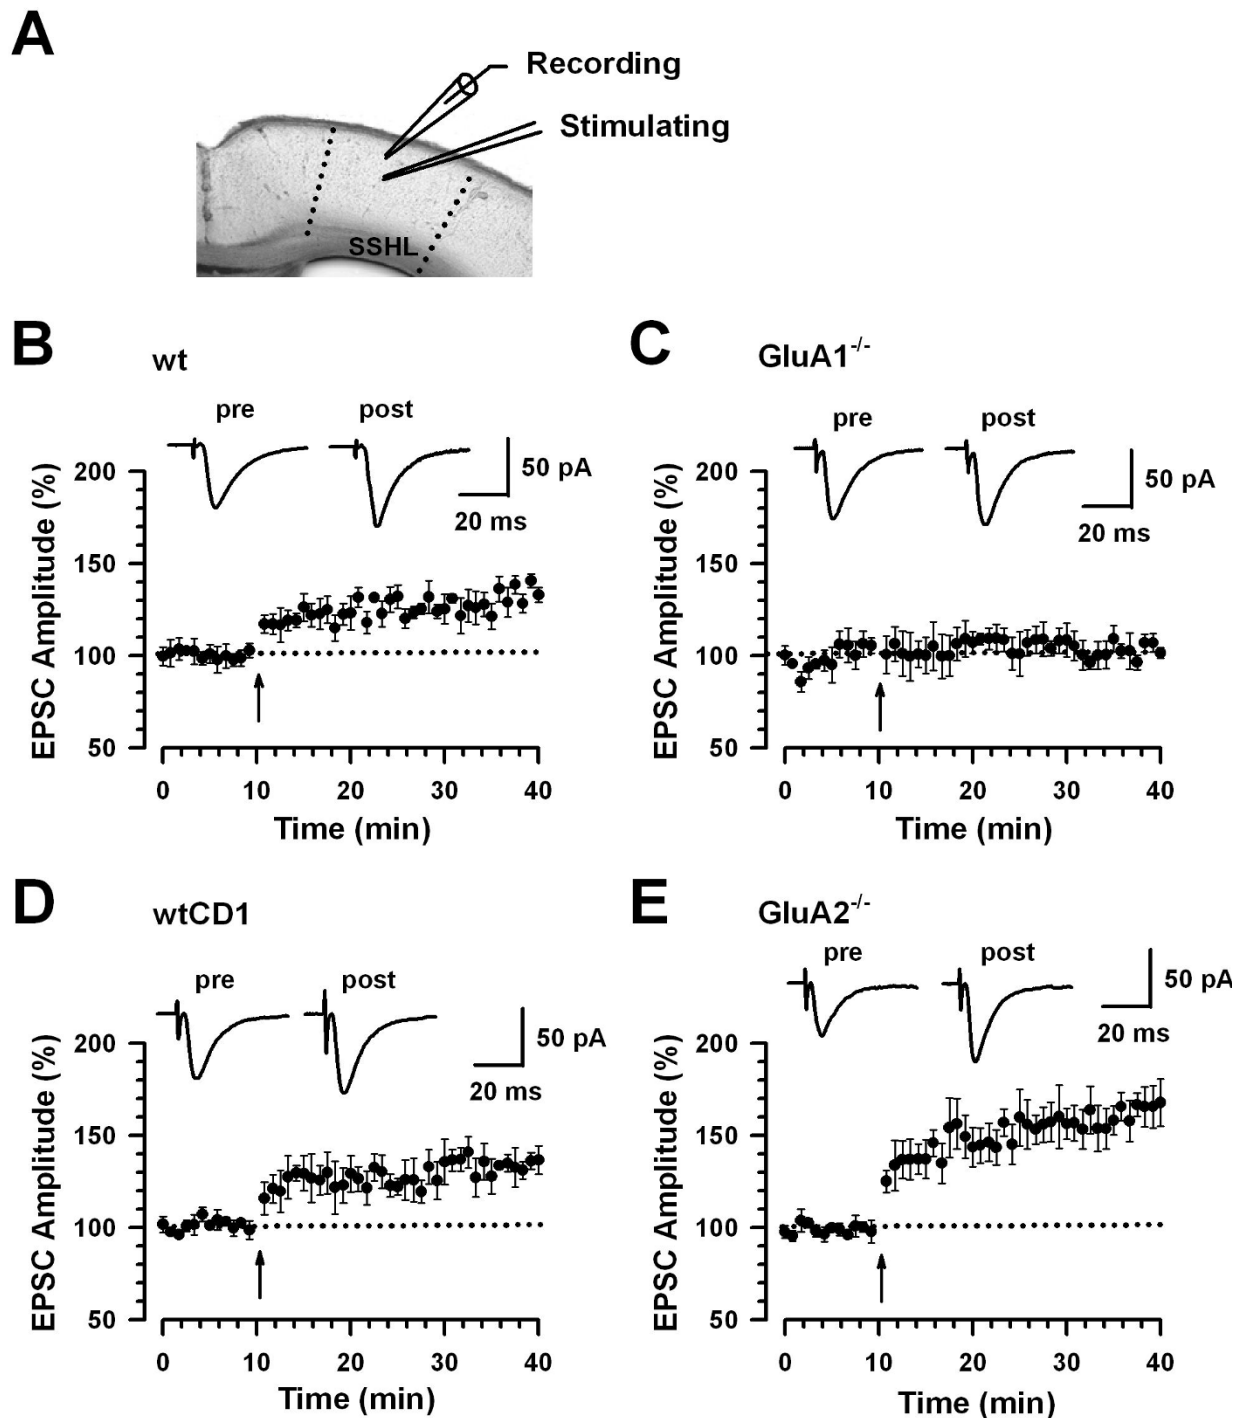 A
Recording
Stimulating
SSHL
B
wt
pre
post
50 pA
20 ms
EPSC Amplitude (%)
200
150
100
50
0
10
20
30
40
Time (min)
C
GluA1-/-
pre
post
50 pA
20 ms
EPSC Amplitude (%)
200
150
100
50
0
10
20
30
40
Time (min)
D
wtCD1
pre
post
50 pA
20 ms
EPSC Amplitude (%)
200
150
100
50
0
10
20
30
40
Time (min)
E
GluA2-/-
pre
post
50 pA
20 ms
EPSC Amplitude (%)
200
150
100
50
0
10
20
30
40
Time (min)